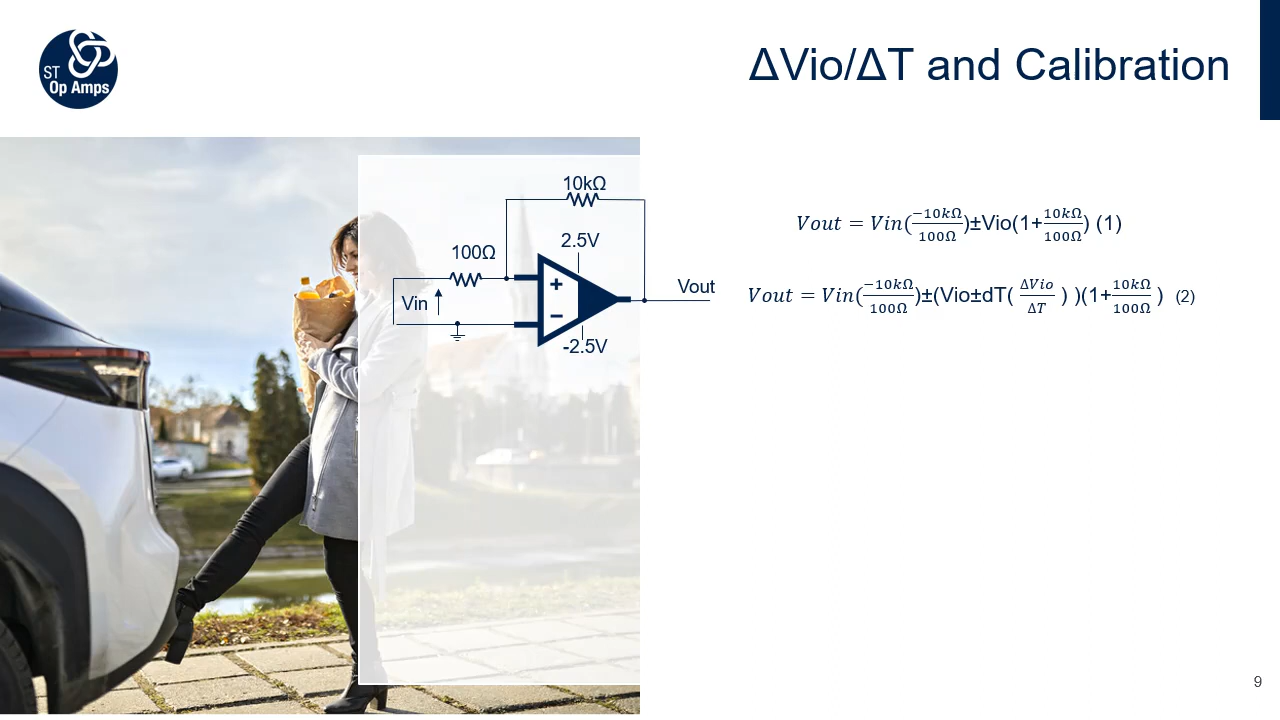 ST
Op Amps
ΔVio/ΔT and Calibration
10kΩ
2.5V
100Ω
Vin
+
−
Vout
-2.5V
Vout = Vin(−10kΩ/100Ω)±Vio(1+10kΩ/100Ω) (1)
Vout = Vin(−10kΩ/100Ω)±(Vio±dT( ΔVio/ΔT ) )(1+10kΩ/100Ω ) (2)
9